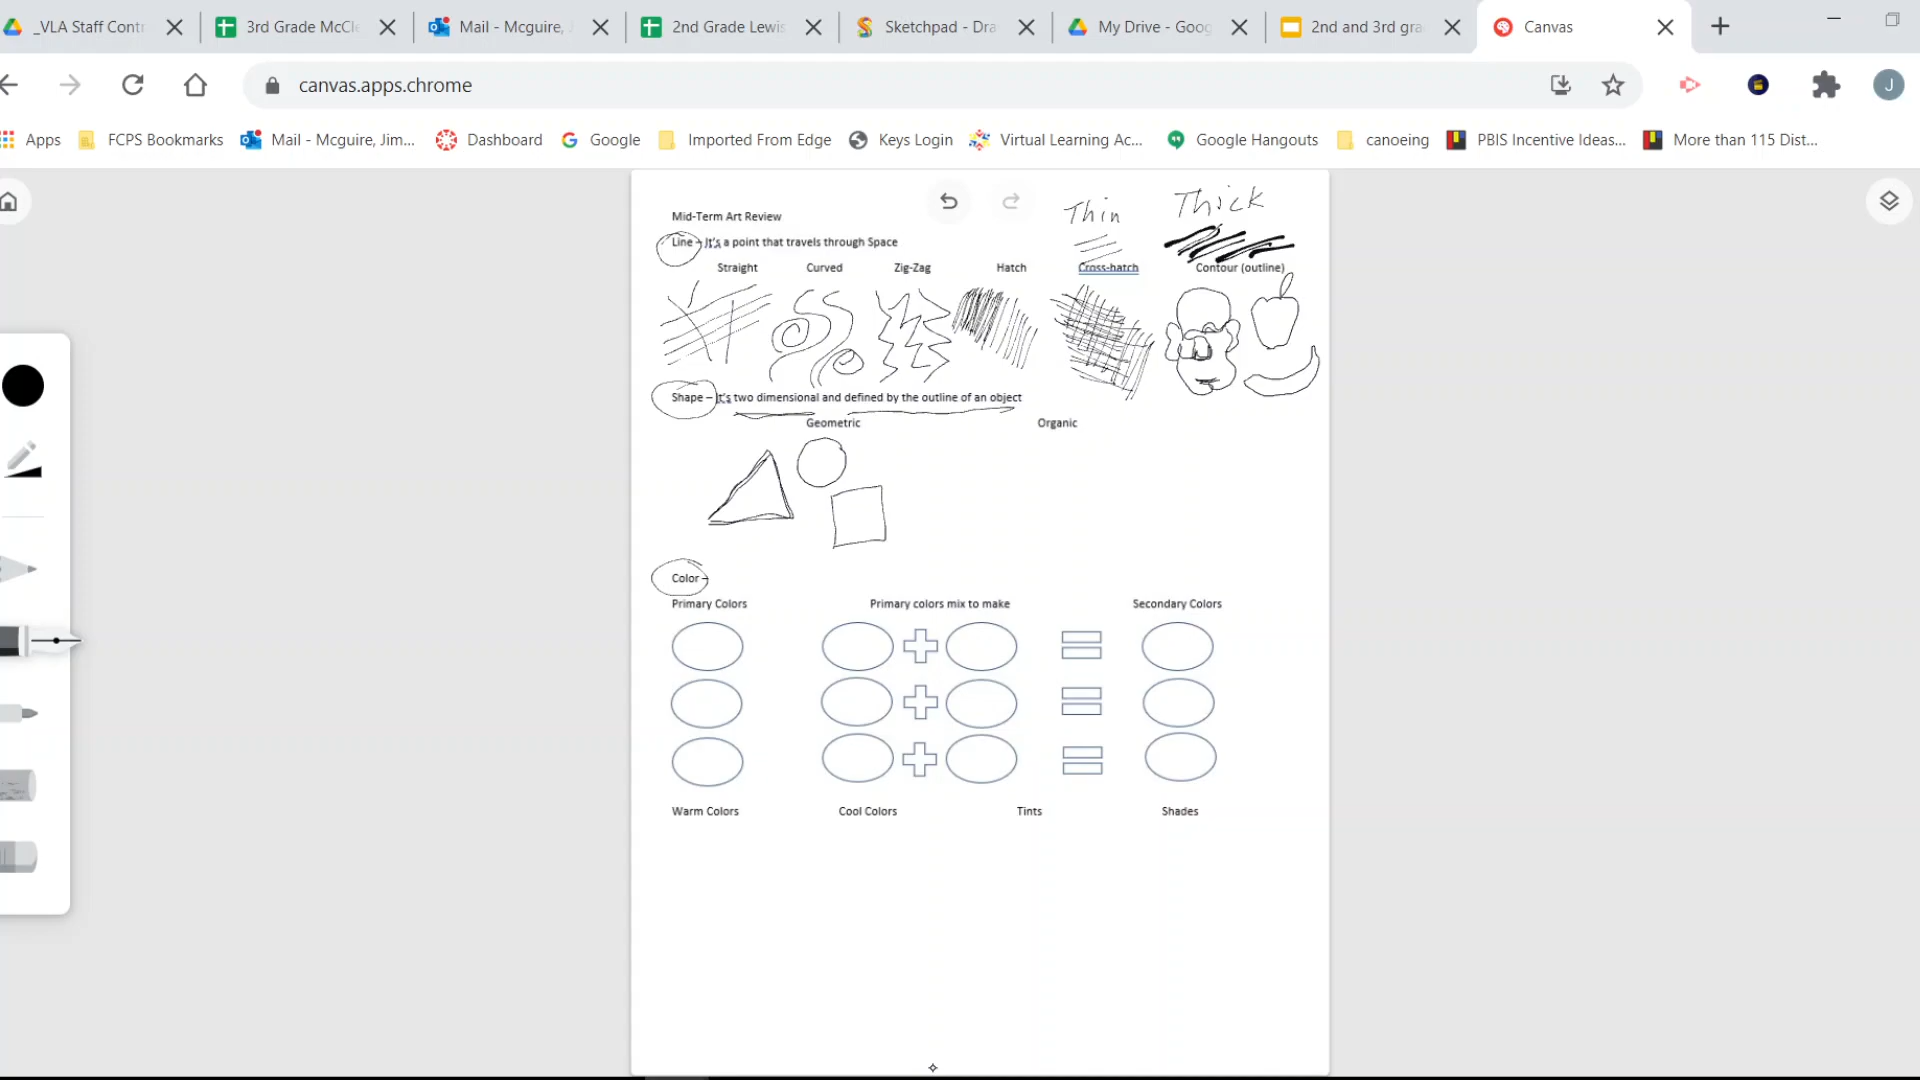 _VLA Staff Contr
3rd Grade McCle
Mail - Mcguire, J
2nd Grade Lewis
Sketchpad - Dra
My Drive - Goog
2nd and 3rd gra
Canvas
canvas.apps.chrome
J
Apps
FCPS Bookmarks
Mail - Mcguire, Jim...
Dashboard
Google
Imported From Edge
Keys Login
Virtual Learning Ac...
Google Hangouts
canoeing
PBIS Incentive Ideas...
More than 115 Dist...
Thin
Thick
Mid-Term Art Review
Line – It's a point that travels through Space
Straight Curved Zig-Zag Hatch Cross-hatch Contour (outline)
Shape – It's two dimensional and defined by the outline of an object
Geometric Organic
Color –
Primary Colors Primary colors mix to make Secondary Colors
Warm Colors Cool Colors Tints Shades